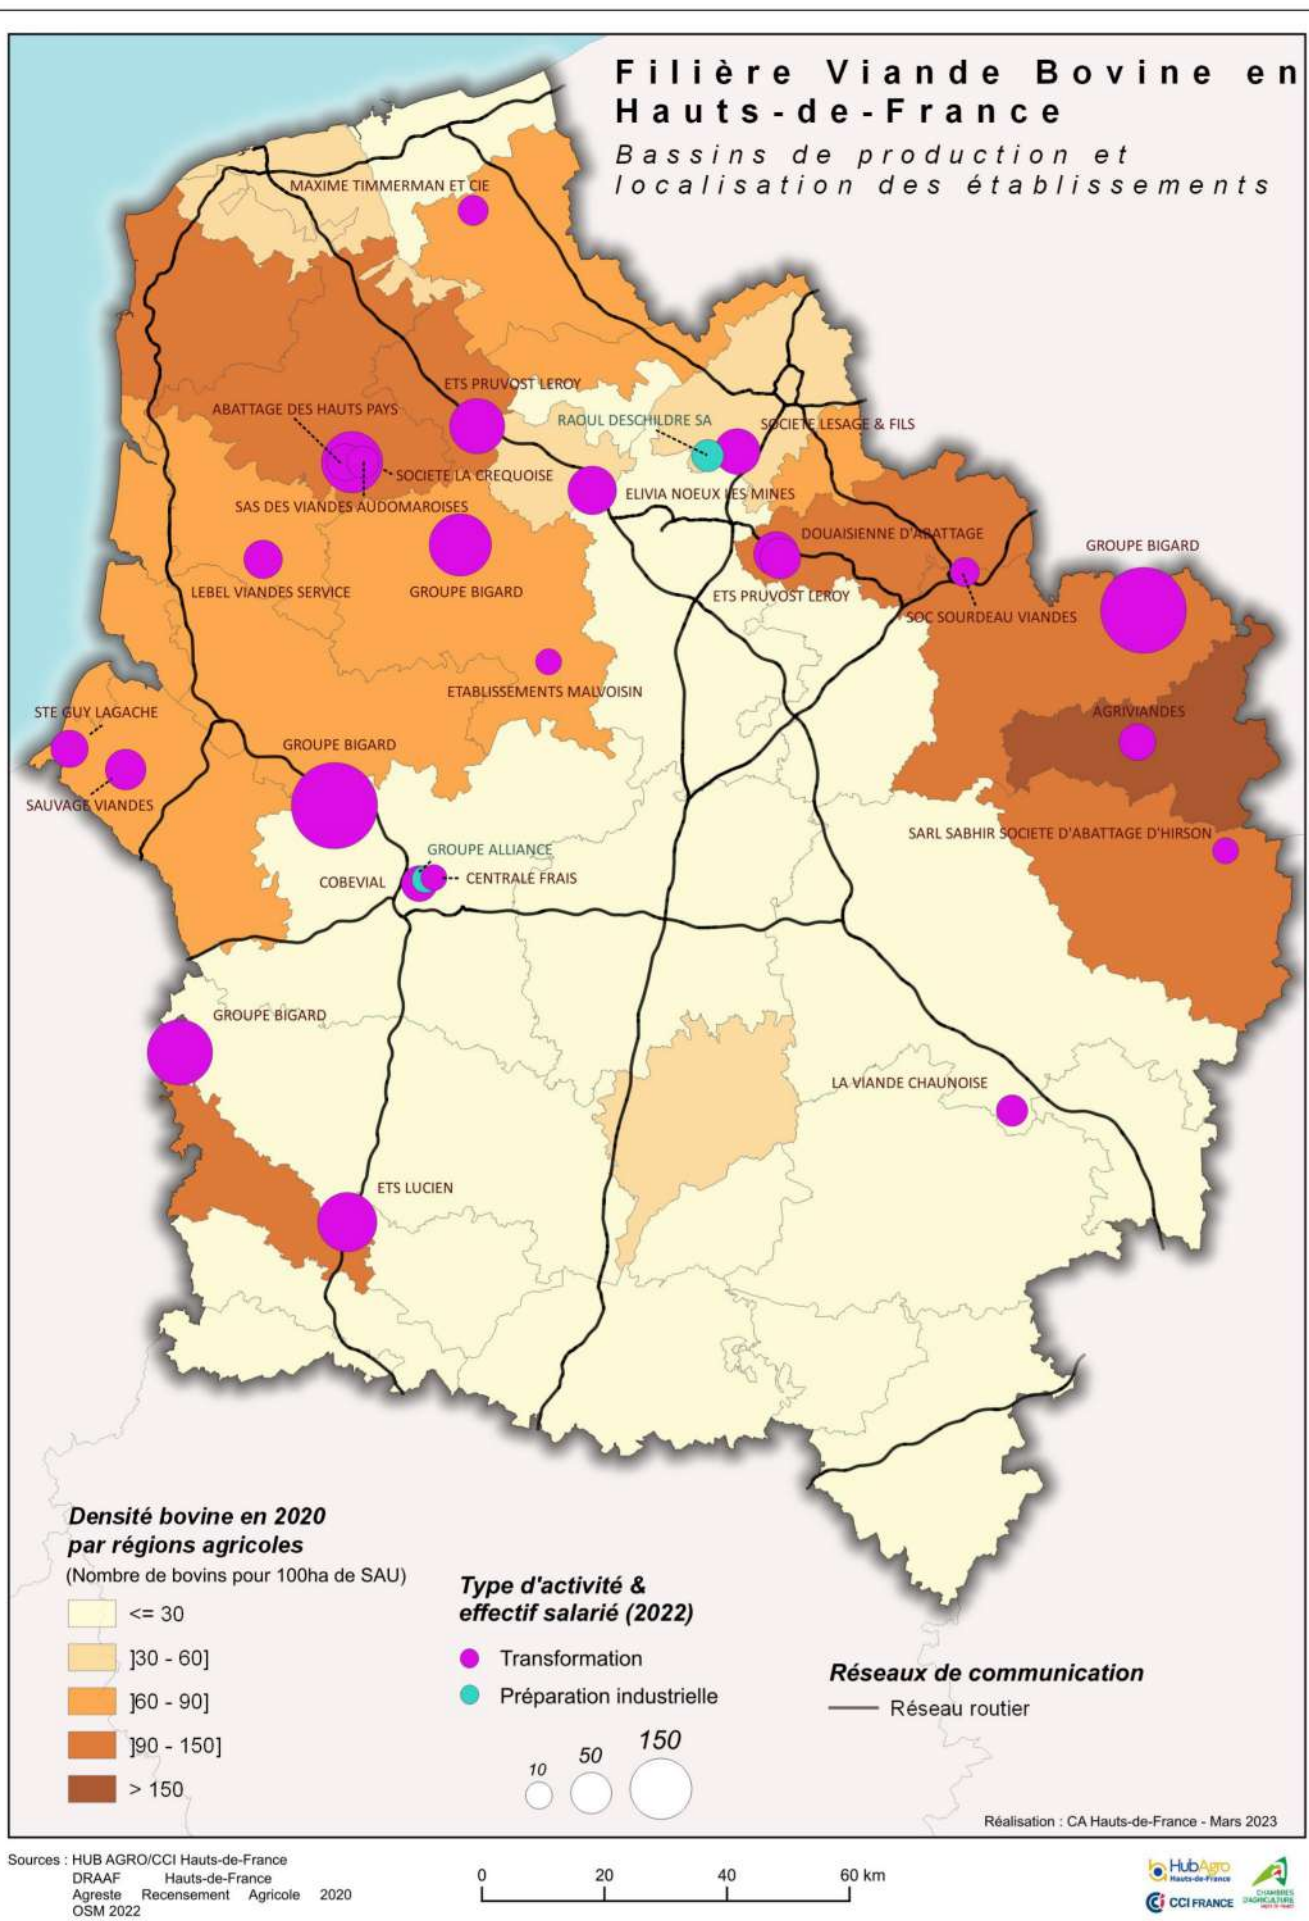 Filière Viande Bovine en
Hauts-de-France
Bassins de production et
localisation des établissements
MAXIME TIMMERMAN ET CIE
ETS PRUVOST LEROY
ABATTAGE DES HAUTS PAYS
RAOUL DESCHILDRE SA
SOCIETE LESAGE & FILS
SOCIETE LA CREQUOISE
ELIVIA NOEUX LES MINES
SAS DES VIANDES AUDOMAROISES
DOUAISIENNE D'ABATTAGE
GROUPE BIGARD
LEBEL VIANDES SERVICE
GROUPE BIGARD
ETS PRUVOST LEROY
SOC SOURDEAU VIANDES
ETABLISSEMENTS MALVOISIN
STE GUY LAGACHE
AGRIVIANDES
GROUPE BIGARD
SAUVAGE VIANDES
SARL SABHIR SOCIETE D'ABATTAGE D'HIRSON
GROUPE ALLIANCE
COBEVIAL
CENTRALE FRAIS
GROUPE BIGARD
LA VIANDE CHAUNOISE
ETS LUCIEN
Densité bovine en 2020
par régions agricoles
(Nombre de bovins pour 100ha de SAU)
<= 30
]30 - 60]
]60 - 90]
]90 - 150]
> 150
Type d'activité &
effectif salarié (2022)
Transformation
Préparation industrielle
10
50
150
Réseaux de communication
Réseau routier
Réalisation : CA Hauts-de-France - Mars 2023
Sources : HUB AGRO/CCI Hauts-de-France
DRAAF Hauts-de-France
Agreste Recensement Agricole 2020
OSM 2022
0 20 40 60 km
HubAgro
Hauts-de-France
CCI FRANCE
CHAMBRES
D'AGRICULTURE